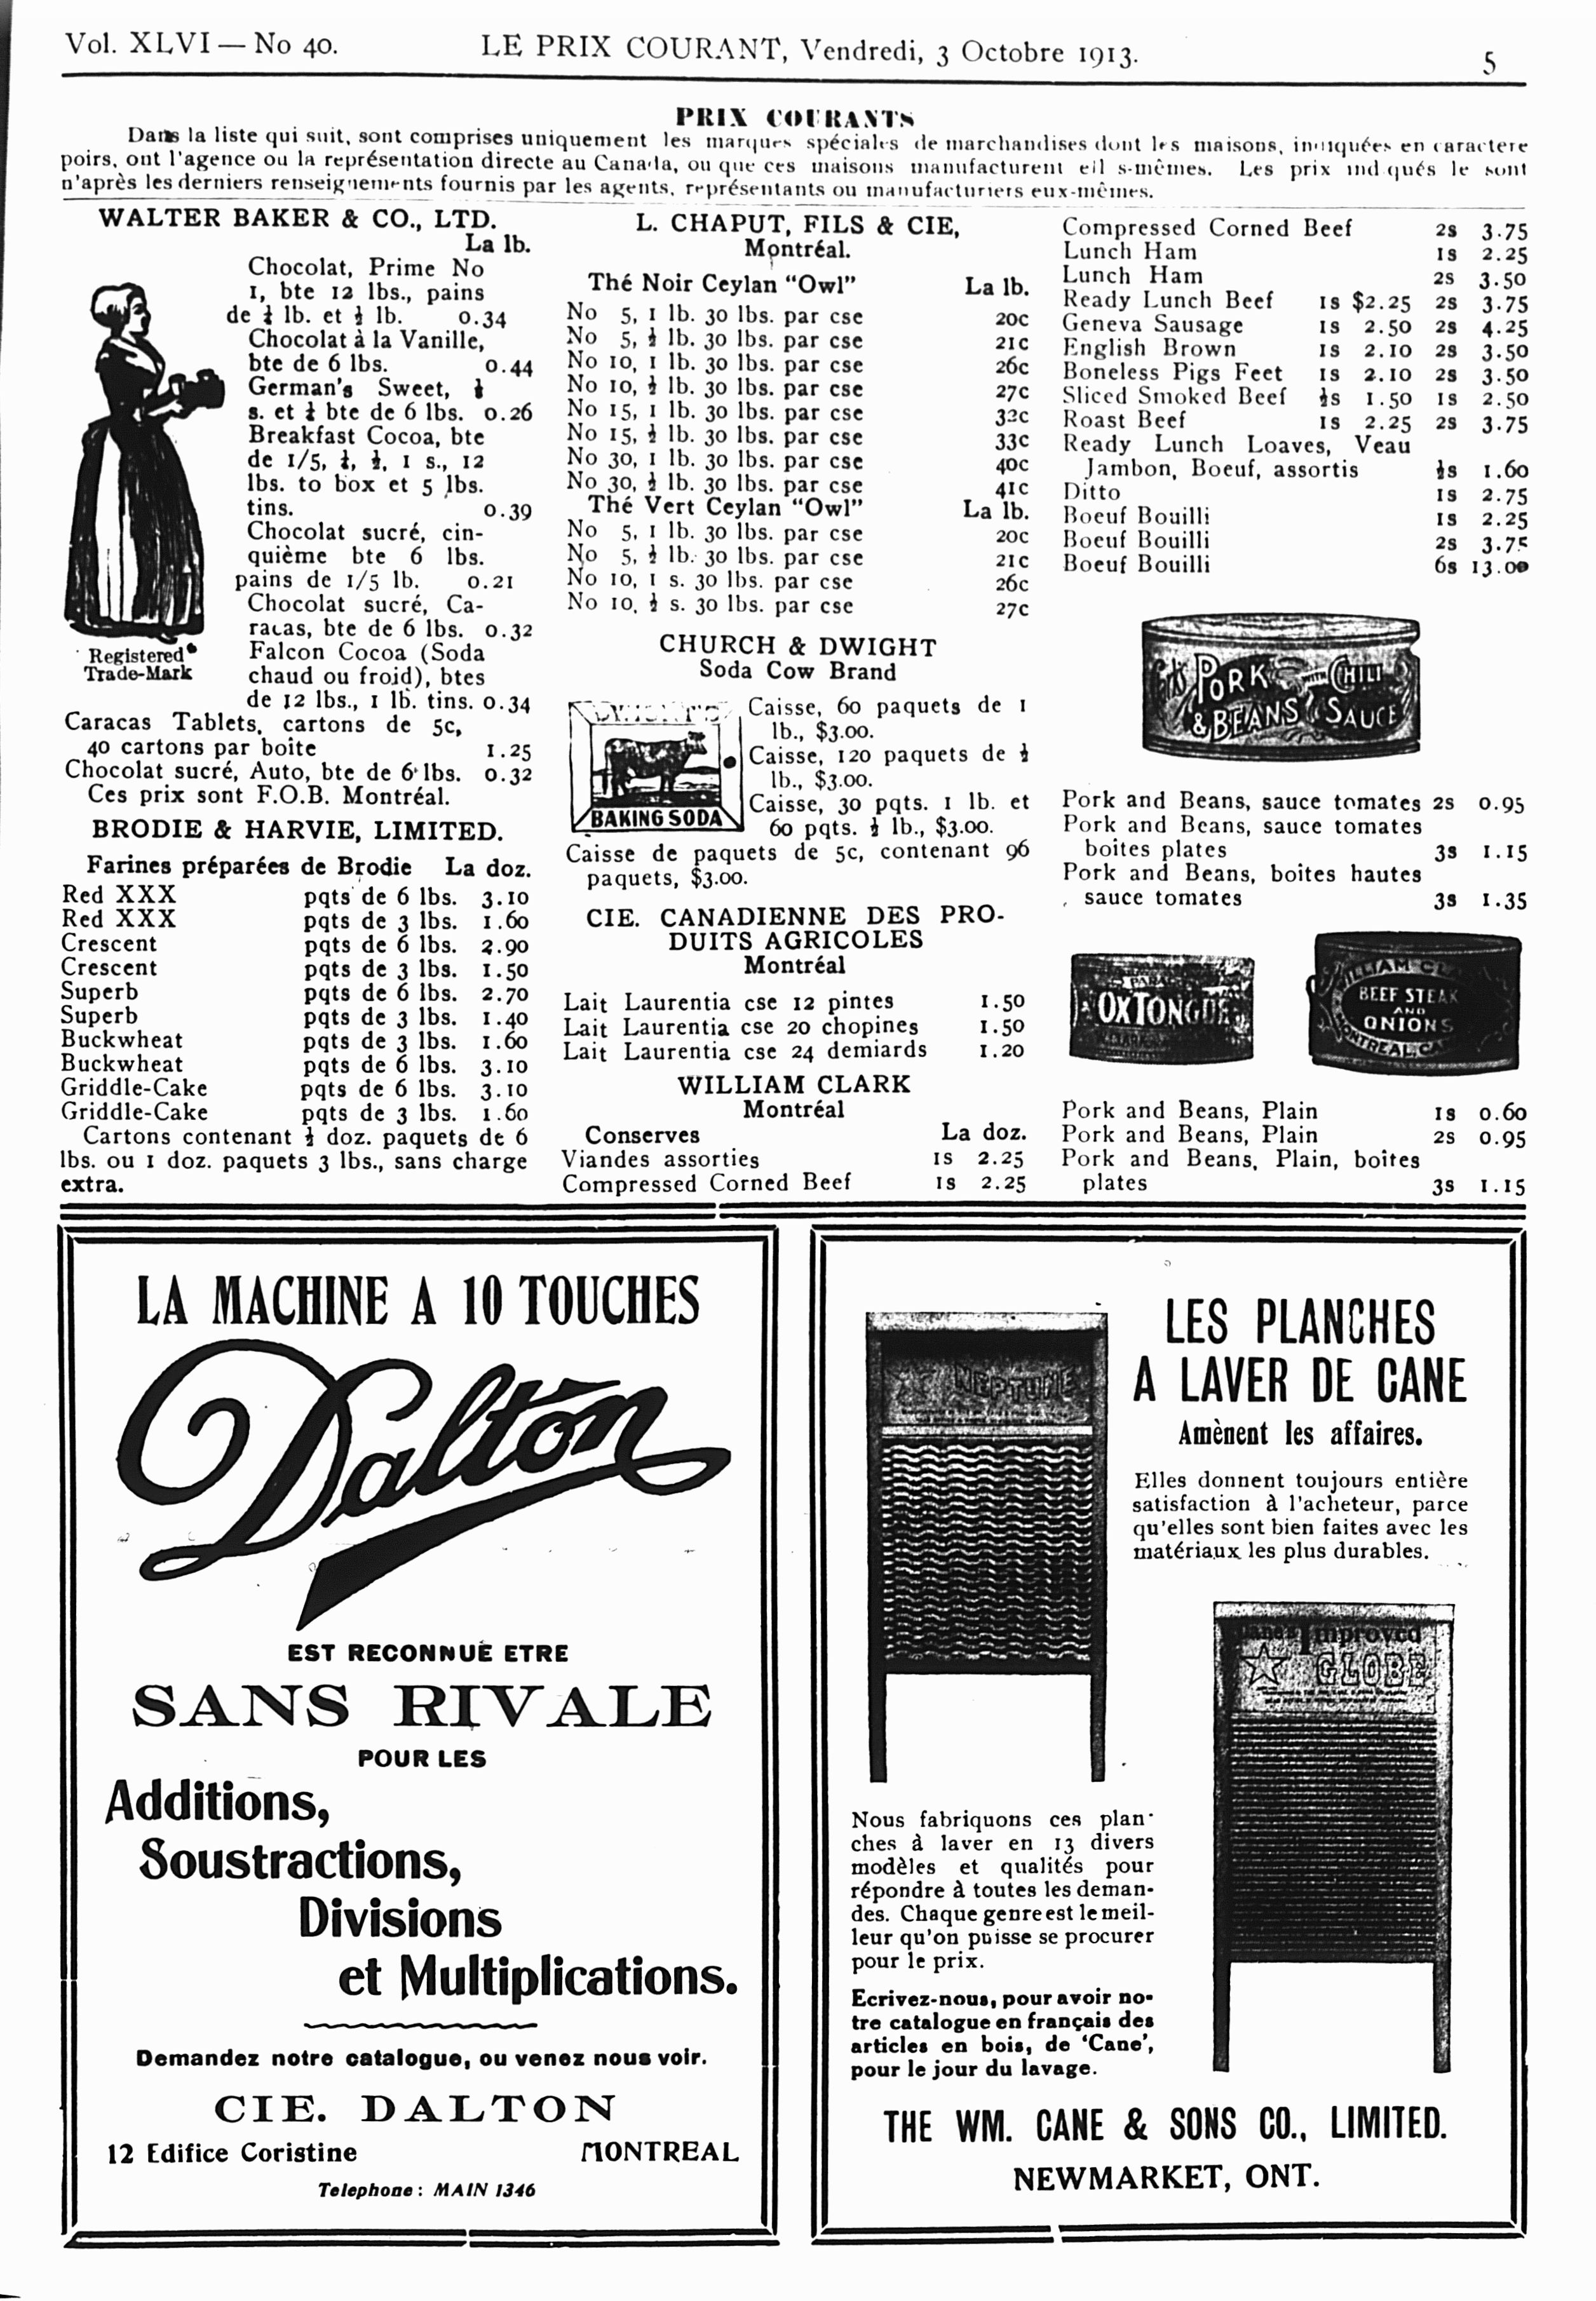 Vol. XLVI — No 40. LE PRIX COURANT, Vendredi, 3 Octobre 1913. 5
PRIX COURANTS
Dans la liste qui suit, sont comprises uniquement les marques spéciales de marchandises dont les maisons, indiquées en caractere
poirs, ont l'agence ou la représentation directe au Canada, ou que ces maisons manufacturent s-mêmes. Les prix indiqués le sont
n'après les derniers renseignements fournis par les agents, représentants ou manufacturiers eux-mêmes.
WALTER BAKER & CO., LTD.
La lb.
Chocolat, Prime No
1, bte 12 lbs., pains
de ¼ lb. et ½ lb. 0.34
Chocolat à la Vanille,
bte de 6 lbs. 0.44
German's Sweet, ¼
s. et ⅛ bte de 6 lbs. 0.26
Breakfast Cocoa, bte
de 1/5, ¼, ½, 1 s., 12
lbs. to box et 5 lbs.
tins. 0.39
Chocolat sucré, cin-
quième bte 6 lbs.
pains de 1/5 lb. 0.21
Chocolat sucré, Ca-
racas, bte de 6 lbs. 0.32
Falcon Cocoa (Soda
chaud ou froid), btes
de 12 lbs., 1 lb. tins. 0.34
Registered
Trade-Mark
Caracas Tablets, cartons de 5c,
40 cartons par boite 1.25
Chocolat sucré, Auto, bte de 6 lbs. 0.32
Ces prix sont F.O.B. Montréal.
BRODIE & HARVIE, LIMITED.
Farines préparées de Brodie La doz.
Red XXX pqts de 6 lbs. 3.10
Red XXX pqts de 3 lbs. 1.60
Crescent pqts de 6 lbs. 2.90
Crescent pqts de 3 lbs. 1.50
Superb pqts de 6 lbs. 2.70
Superb pqts de 3 lbs. 1.40
Buckwheat pqts de 3 lbs. 1.60
Buckwheat pqts de 6 lbs. 3.10
Griddle-Cake pqts de 6 lbs. 3.10
Griddle-Cake pqts de 3 lbs. 1.60
Cartons contenant ½ doz. paquets de 6
lbs. ou 1 doz. paquets 3 lbs., sans charge
extra.
L. CHAPUT, FILS & CIE,
Montréal.
Thé Noir Ceylan "Owl" La lb.
No 5, 1 lb. 30 lbs. par cse 20c
No 5, ½ lb. 30 lbs. par cse 21c
No 10, 1 lb. 30 lbs. par cse 26c
No 10, ½ lb. 30 lbs. par cse 27c
No 15, 1 lb. 30 lbs. par cse 32c
No 15, ½ lb. 30 lbs. par cse 33c
No 30, 1 lb. 30 lbs. par cse 40c
No 30, ½ lb. 30 lbs. par cse 41c
Thé Vert Ceylan "Owl" La lb.
No 5, 1 lb. 30 lbs. par cse 20c
No 5, ½ lb. 30 lbs. par cse 21c
No 10, 1 s. 30 lbs. par cse 26c
No 10, ½ s. 30 lbs. par cse 27c
CHURCH & DWIGHT
Soda Cow Brand
DWIGHT'S
BAKING SODA
Caisse, 60 paquets de 1
lb., $3.00.
Caisse, 120 paquets de ½
lb., $3.00.
Caisse, 30 pqts. 1 lb. et
60 pqts. ½ lb., $3.00.
Caisse de paquets de 5c, contenant 96
paquets, $3.00.
CIE. CANADIENNE DES PRO-
DUITS AGRICOLES
Montréal
Lait Laurentia cse 12 pintes 1.50
Lait Laurentia cse 20 chopines 1.50
Lait Laurentia cse 24 demiards 1.20
WILLIAM CLARK
Montréal
Conserves La doz.
Viandes assorties 1s 2.25
Compressed Corned Beef 1s 2.25
Compressed Corned Beef 2s 3.75
Lunch Ham 1s 2.25
Lunch Ham 2s 3.50
Ready Lunch Beef 1s $2.25 2s 3.75
Geneva Sausage 1s 2.50 2s 4.25
English Brown 1s 2.10 2s 3.50
Boneless Pigs Feet 1s 2.10 2s 3.50
Sliced Smoked Beef ½s 1.50 1s 2.50
Roast Beef 1s 2.25 2s 3.75
Ready Lunch Loaves, Veau
Jambon, Boeuf, assortis ½s 1.60
Ditto 1s 2.75
Boeuf Bouilli 1s 2.25
Boeuf Bouilli 2s 3.75
Boeuf Bouilli 6s 13.00
PORK WITH CHILI
& BEANS SAUCE
Pork and Beans, sauce tomates 2s 0.95
Pork and Beans, sauce tomates
boites plates 3s 1.15
Pork and Beans, boites hautes
sauce tomates 3s 1.35
OX TONGUE
WILLIAM CLARK
BEEF STEAK
AND
ONIONS
MONTREAL, CAN
Pork and Beans, Plain 1s 0.60
Pork and Beans, Plain 2s 0.95
Pork and Beans, Plain, boites
plates 3s 1.15
LA MACHINE A 10 TOUCHES
Dalton
EST RECONNUE ETRE
SANS RIVALE
POUR LES
Additions,
Soustractions,
Divisions
et Multiplications.
Demandez notre catalogue, ou venez nous voir.
CIE. DALTON
12 Edifice Coristine MONTREAL
Telephone: MAIN 1346
NEPTUNE
LES PLANCHES
A LAVER DE CANE
Amènent les affaires.
Elles donnent toujours entière
satisfaction à l'acheteur, parce
qu'elles sont bien faites avec les
matériaux les plus durables.
Cane's Improved
GLOBE
Nous fabriquons ces plan-
ches à laver en 13 divers
modèles et qualités pour
répondre à toutes les deman-
des. Chaque genre est le meil-
leur qu'on puisse se procurer
pour le prix.
Ecrivez-nous, pour avoir no-
tre catalogue en français des
articles en bois, de 'Cane',
pour le jour du lavage.
THE WM. CANE & SONS CO., LIMITED.
NEWMARKET, ONT.